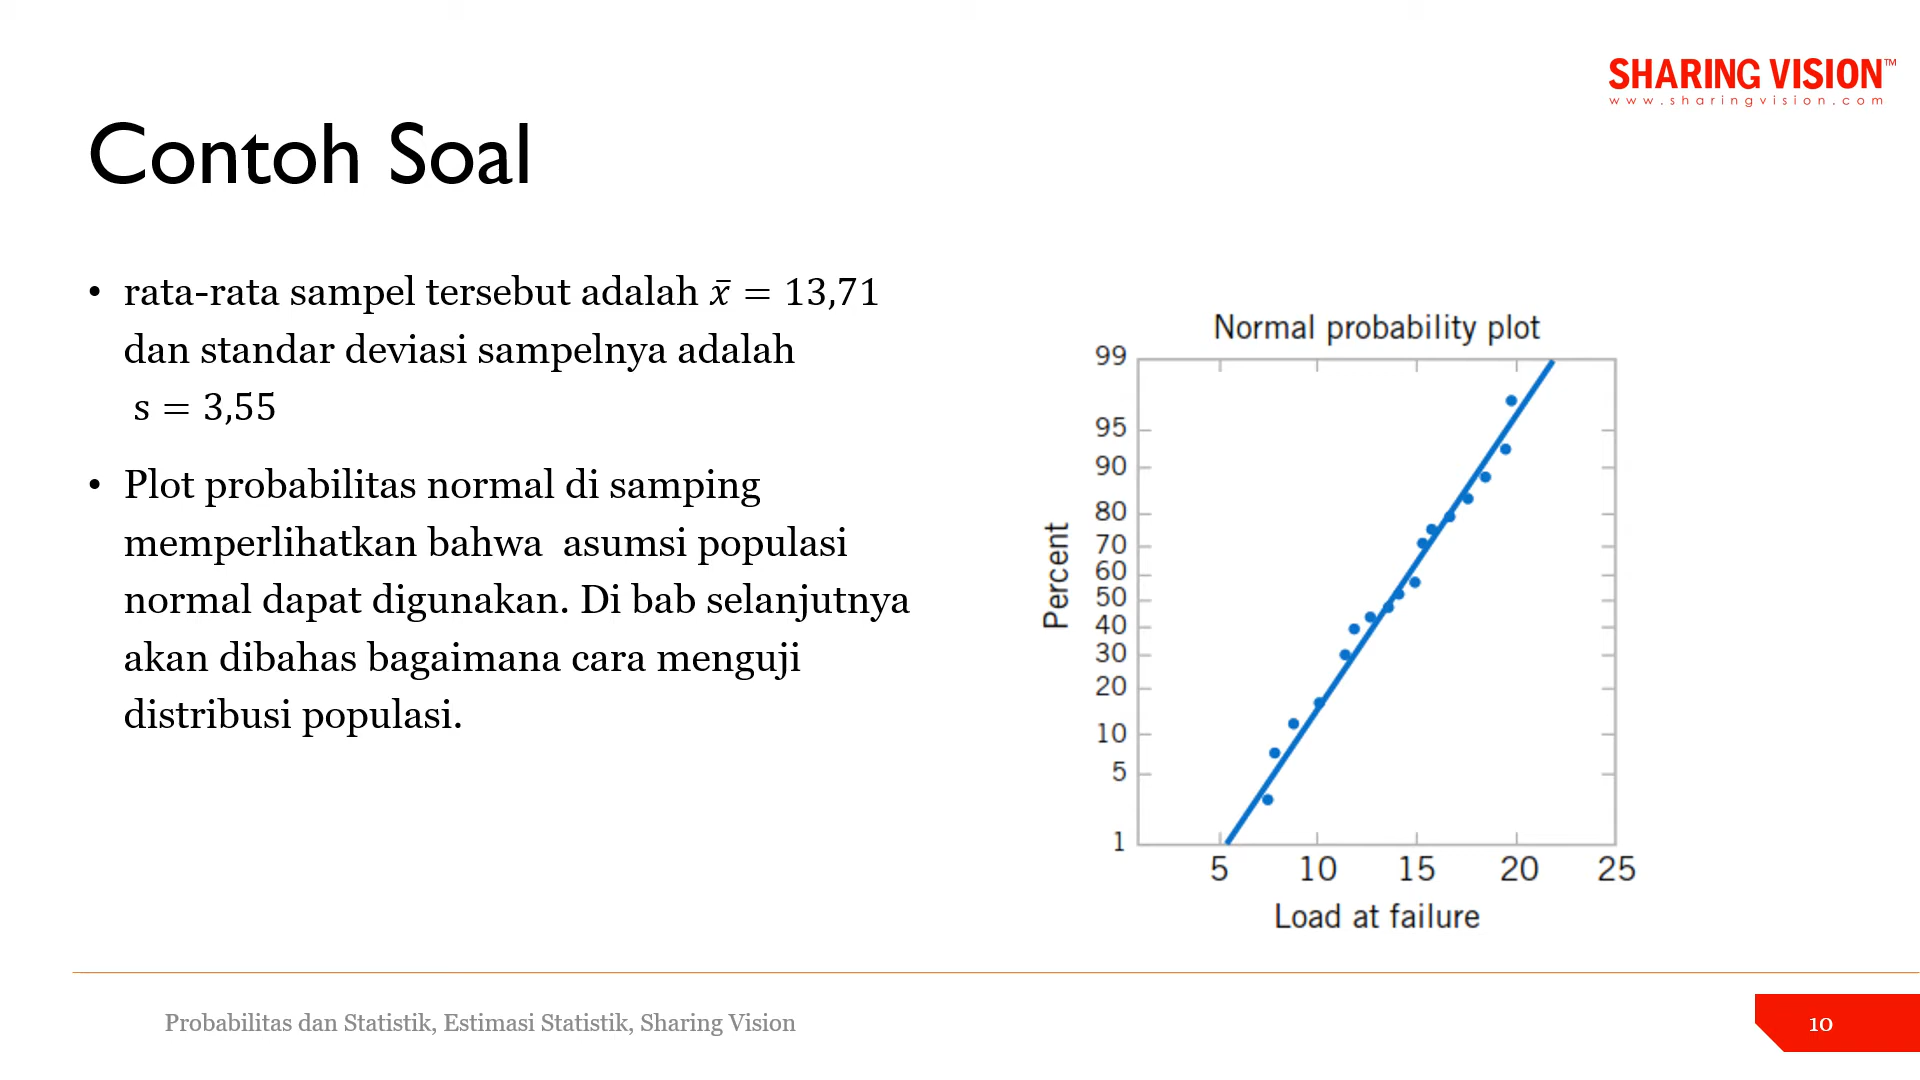 SHARING VISION™
www.sharingvision.com
Contoh Soal
• rata-rata sampel tersebut adalah x̄ = 13,71
dan standar deviasi sampelnya adalah
s = 3,55
• Plot probabilitas normal di samping
memperlihatkan bahwa asumsi populasi
normal dapat digunakan. Di bab selanjutnya
akan dibahas bagaimana cara menguji
distribusi populasi.
Normal probability plot
99
95
90
80
70
60
50
40
30
20
10
5
1
Percent
5 10 15 20 25
Load at failure
Probabilitas dan Statistik, Estimasi Statistik, Sharing Vision
10